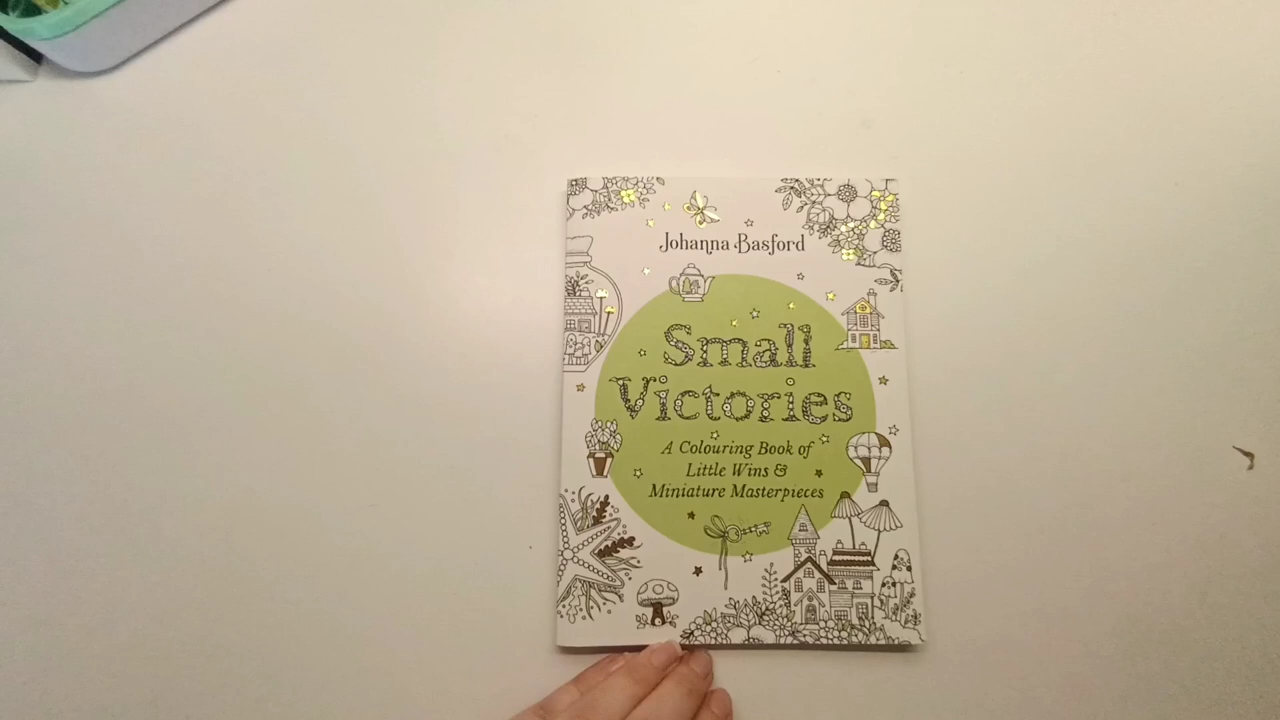 Johanna Basford
Small
Victories
A Colouring Book of
Little Wins &
Miniature Masterpieces